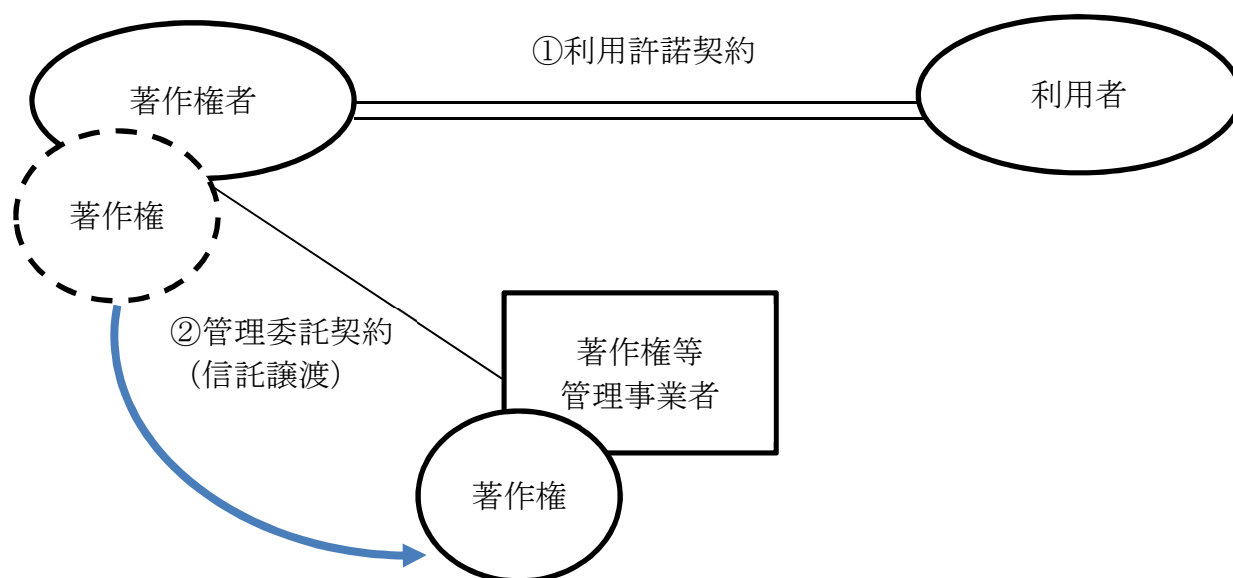 ①利用許諾契約
著作権者
利用者
著作権
②管理委託契約
（信託譲渡）
著作権等
管理事業者
著作権